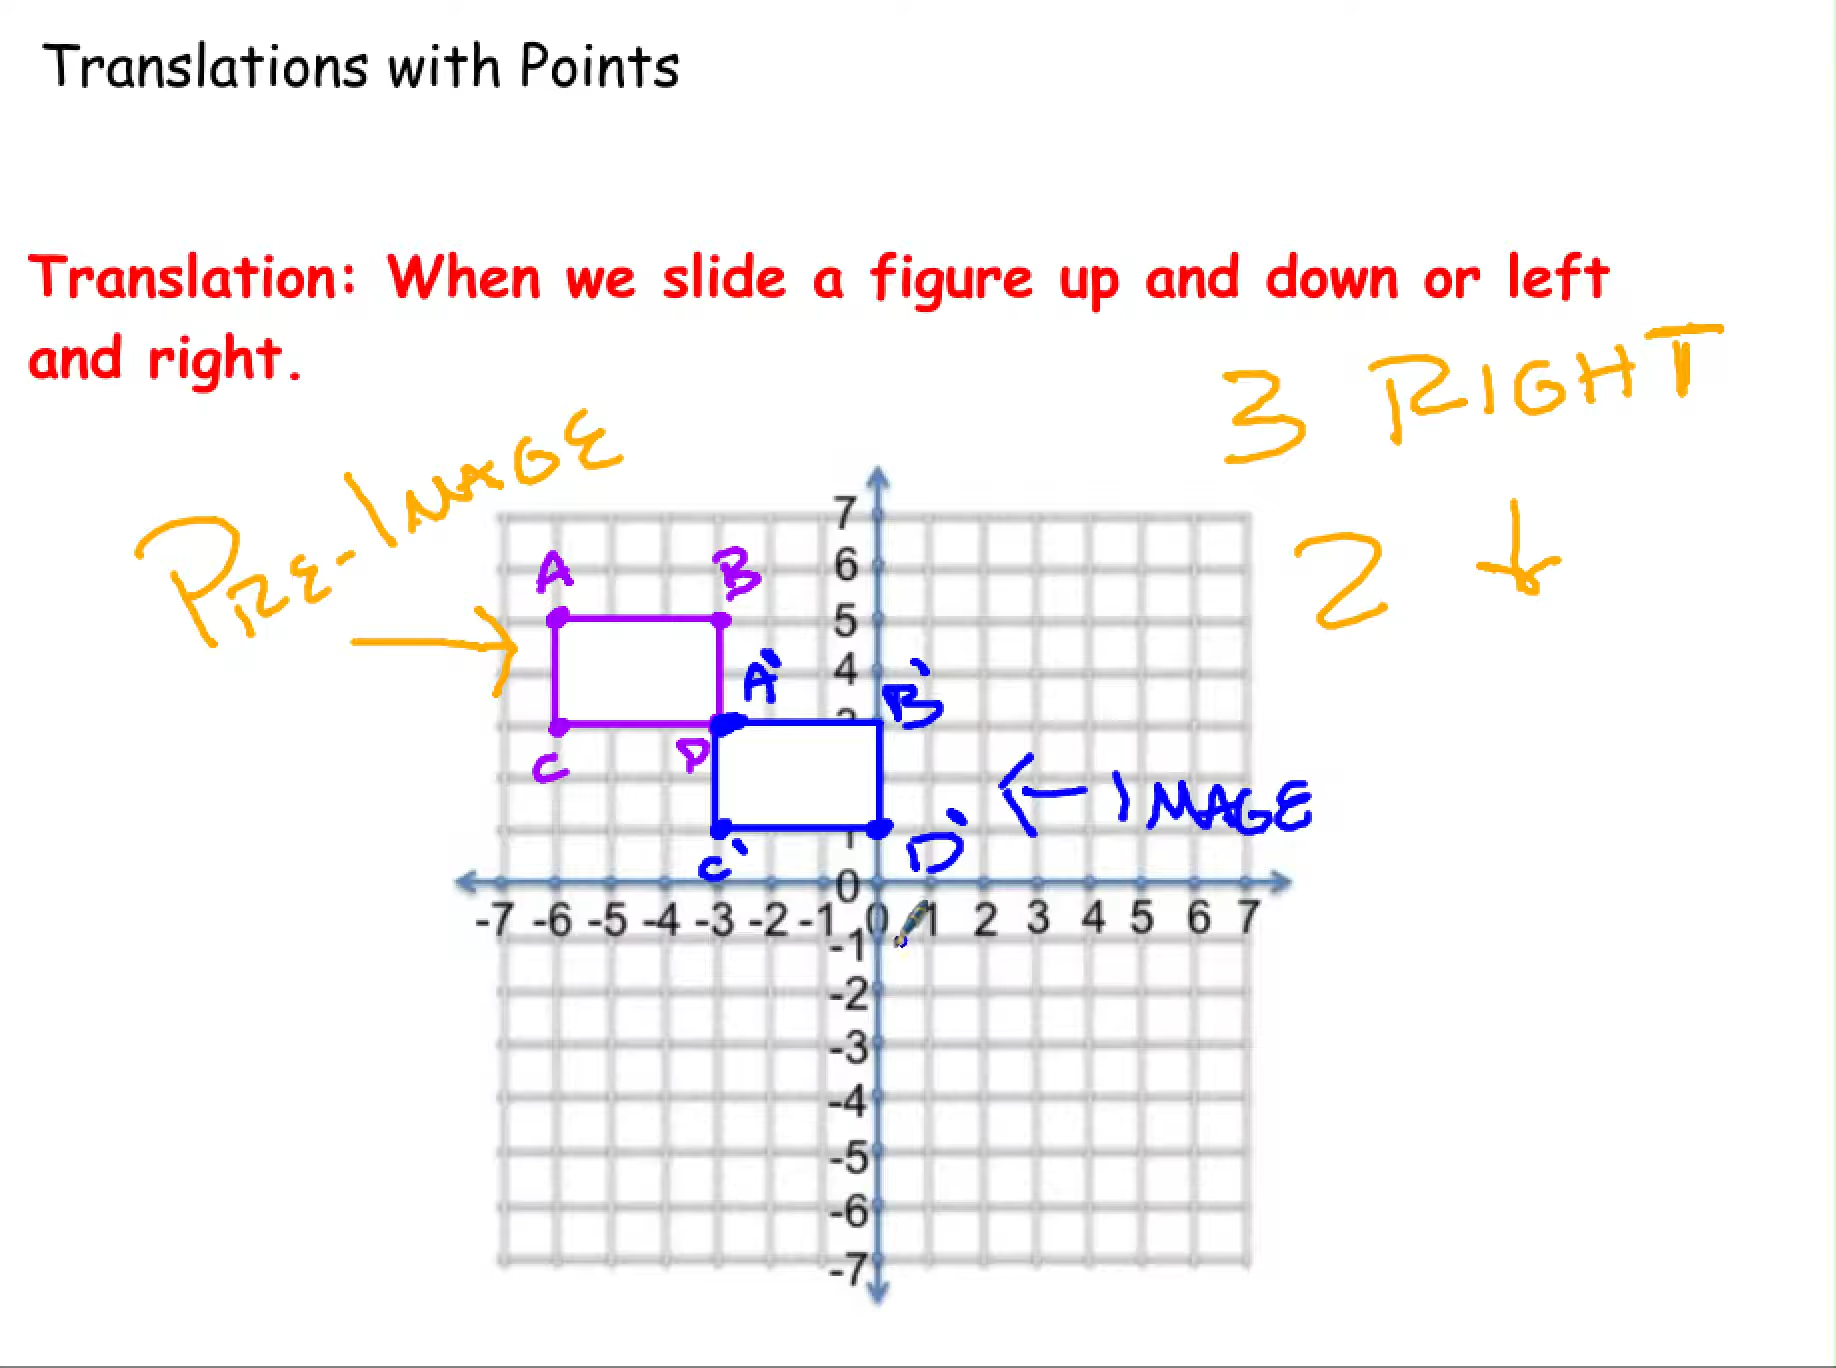 Translations with Points
Translation: When we slide a figure up and down or left
and right.
3 RIGHT
2 ↓
PRE-IMAGE
A B
A' B'
C D
← IMAGE
C' D'
7
6
5
4
3
1
0
-7 -6 -5 -4 -3 -2 -1 0 1 2 3 4 5 6 7
-1
-2
-3
-4
-5
-6
-7